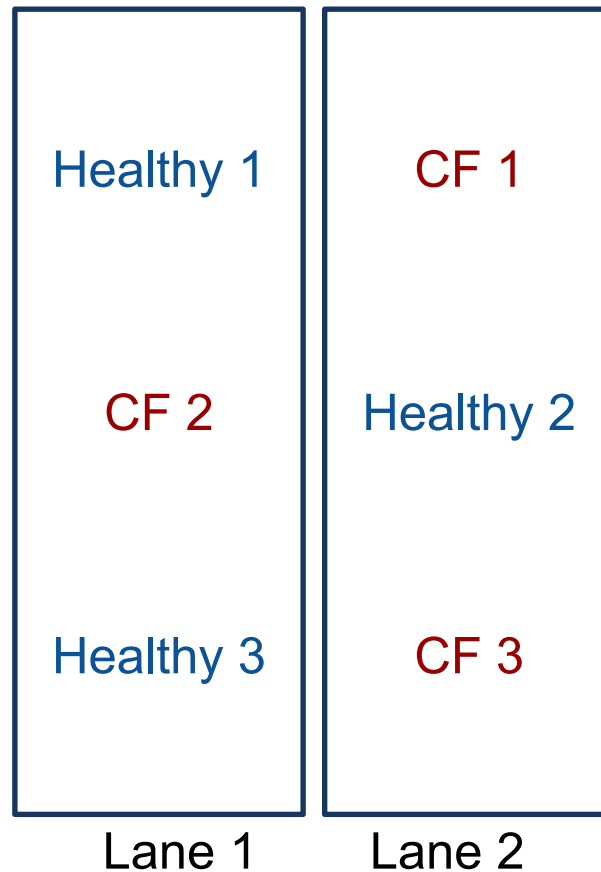 Healthy 1
CF 2
Healthy 3
Lane 1
CF 1
Healthy 2
CF 3
Lane 2